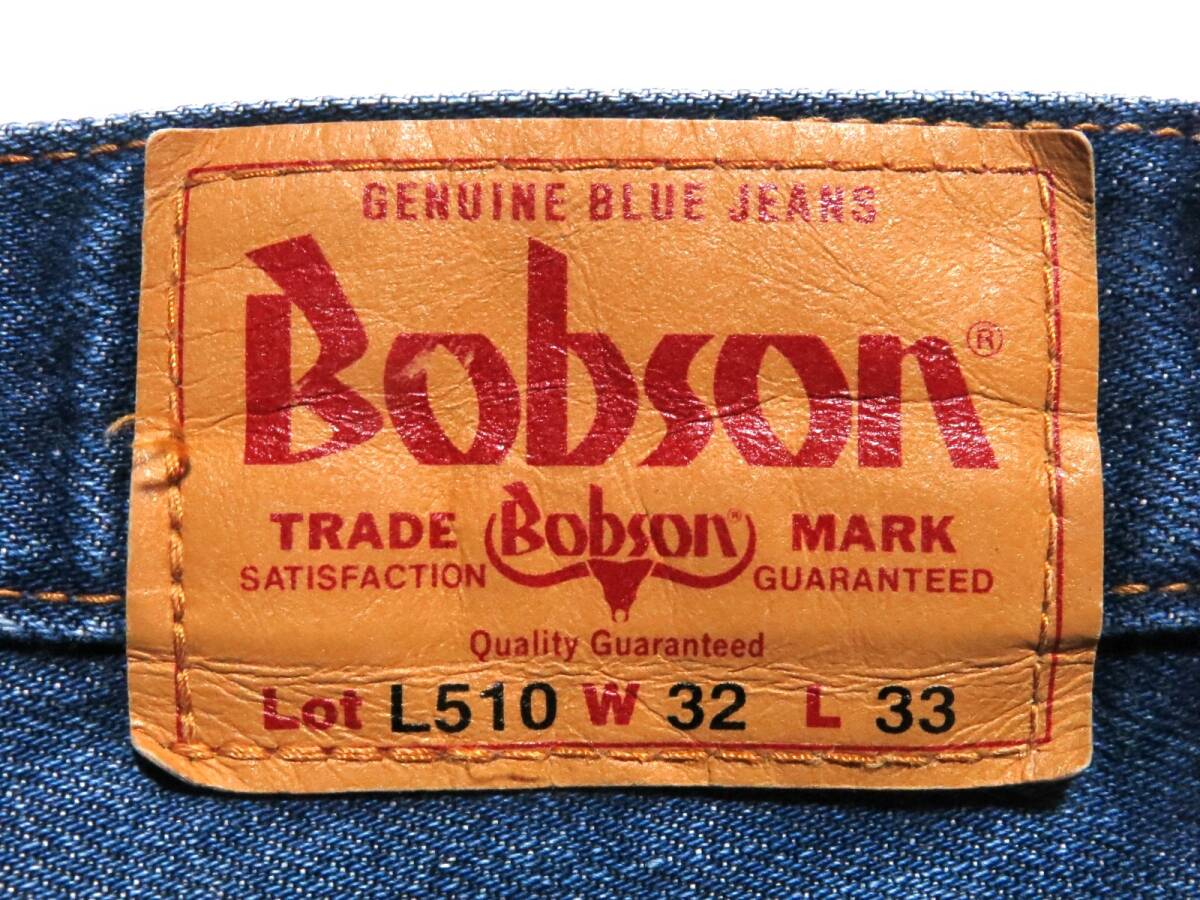 GENUINE BLUE JEANS
Bobson ®
TRADE Bobson ® MARK
SATISFACTION GUARANTEED
Quality Guaranteed
Lot L510 W 32 L 33